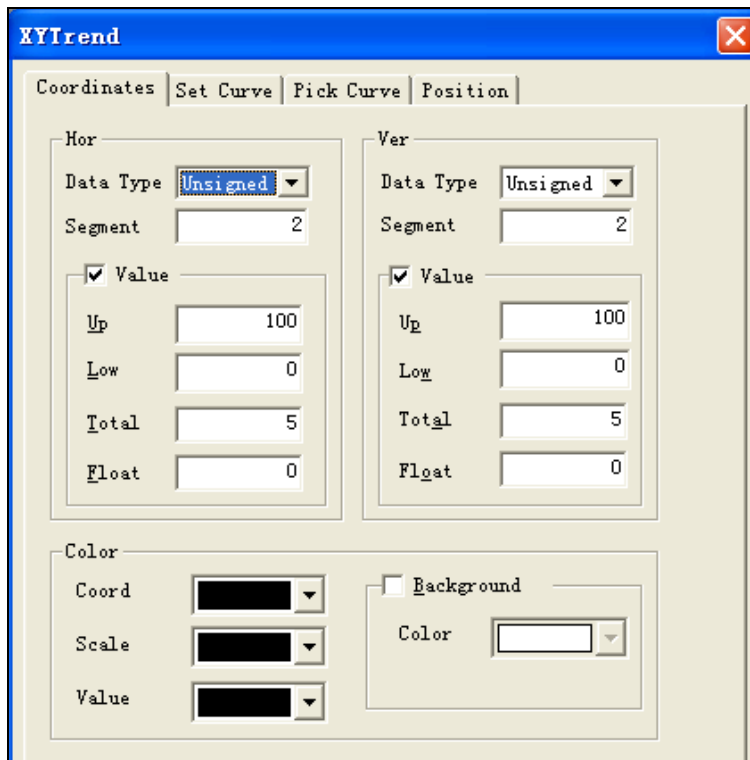 XYTrend
Coordinates Set Curve Pick Curve Position
Hor
Data Type Unsigned
Segment 2
Value
Up 100
Low 0
Total 5
Float 0
Ver
Data Type Unsigned
Segment 2
Value
Up 100
Low 0
Total 5
Float 0
Color
Coord
Scale
Value
Background
Color